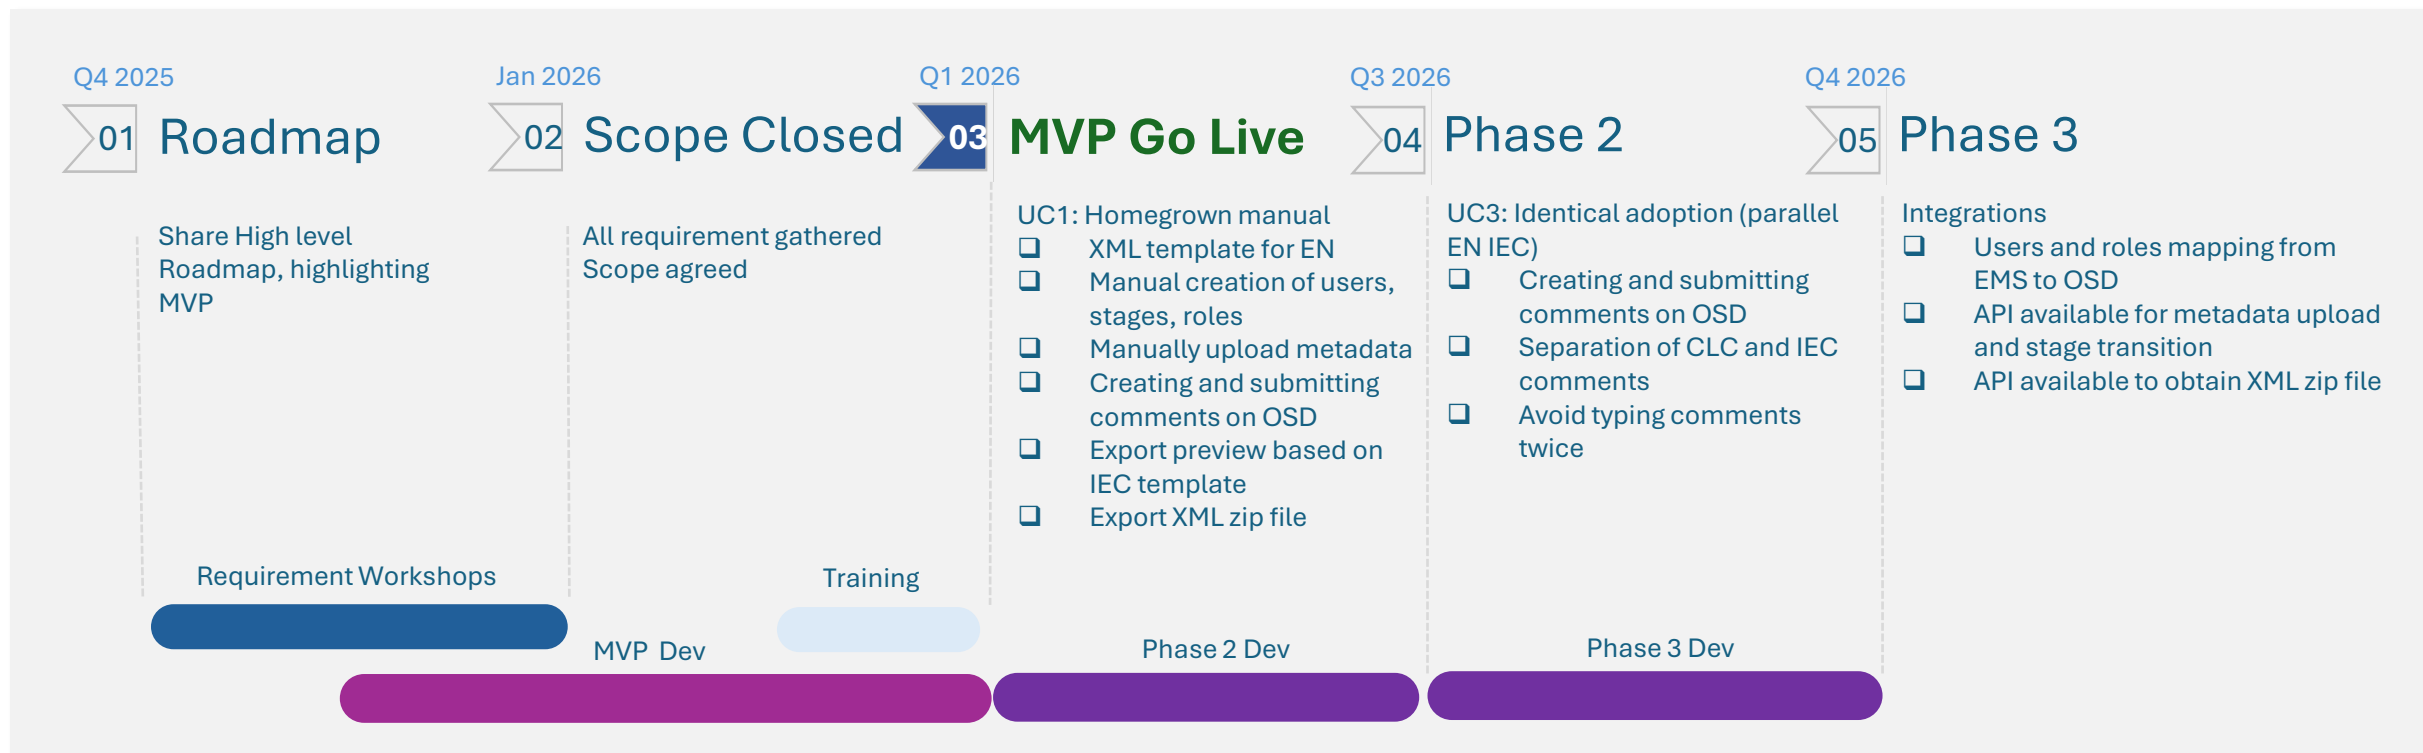 Q4 2025
01 Roadmap
Share High level
Roadmap, highlighting
MVP
Jan 2026
02 Scope Closed
All requirement gathered
Scope agreed
Q1 2026
03 MVP Go Live
UC1: Homegrown manual
❑ XML template for EN
❑ Manual creation of users,
stages, roles
❑ Manually upload metadata
❑ Creating and submitting
comments on OSD
❑ Export preview based on
IEC template
❑ Export XML zip file
Q3 2026
04 Phase 2
UC3: Identical adoption (parallel
EN IEC)
❑ Creating and submitting
comments on OSD
❑ Separation of CLC and IEC
comments
❑ Avoid typing comments
twice
Q4 2026
05 Phase 3
Integrations
❑ Users and roles mapping from
EMS to OSD
❑ API available for metadata upload
and stage transition
❑ API available to obtain XML zip file
Requirement Workshops
Training
MVP Dev
Phase 2 Dev
Phase 3 Dev